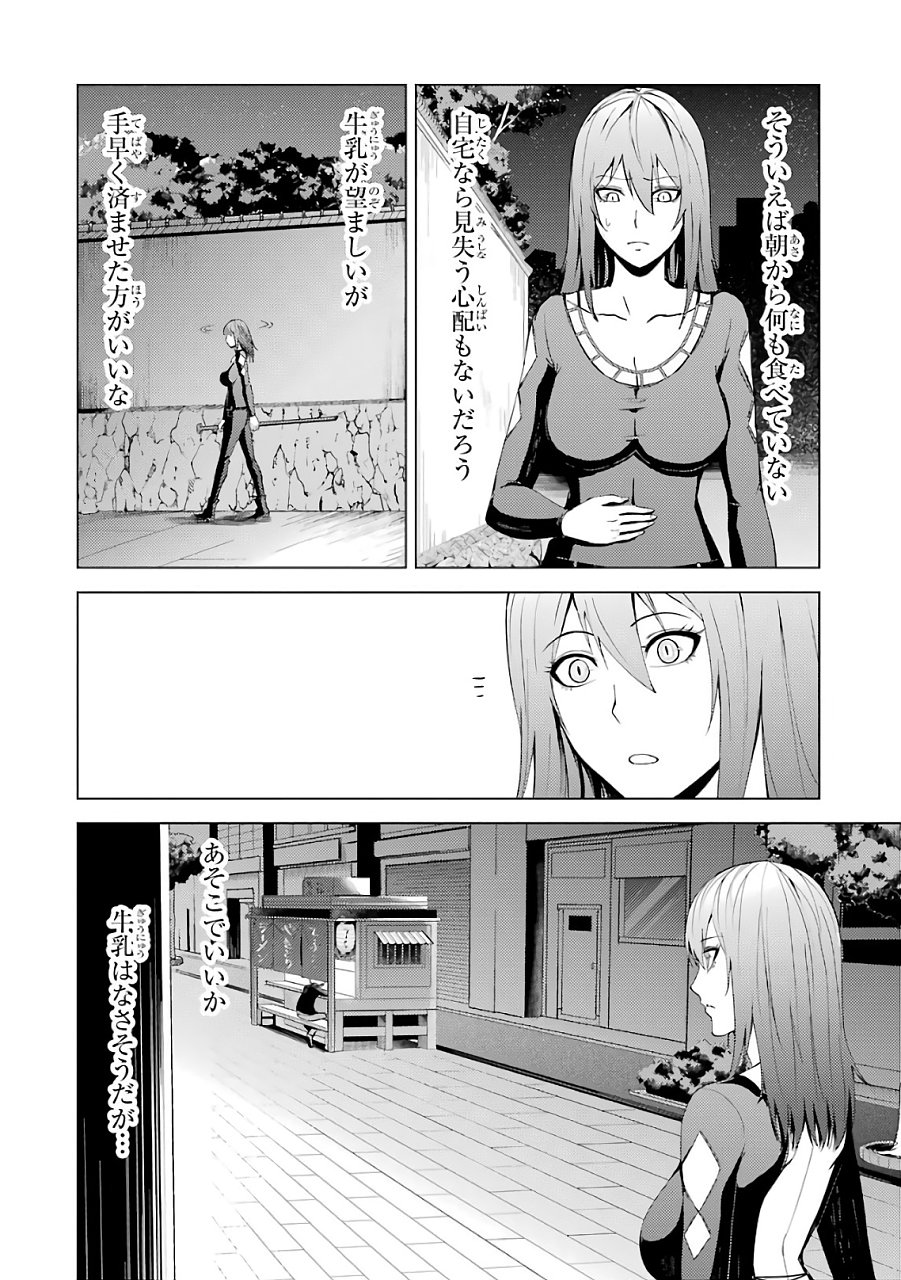 そういえば朝から何も食べていない
自宅なら見失う心配もないだろう
牛乳が望ましいが
手早く済ませた方がいいな
あそこでいいか
牛乳はなさそうだが…